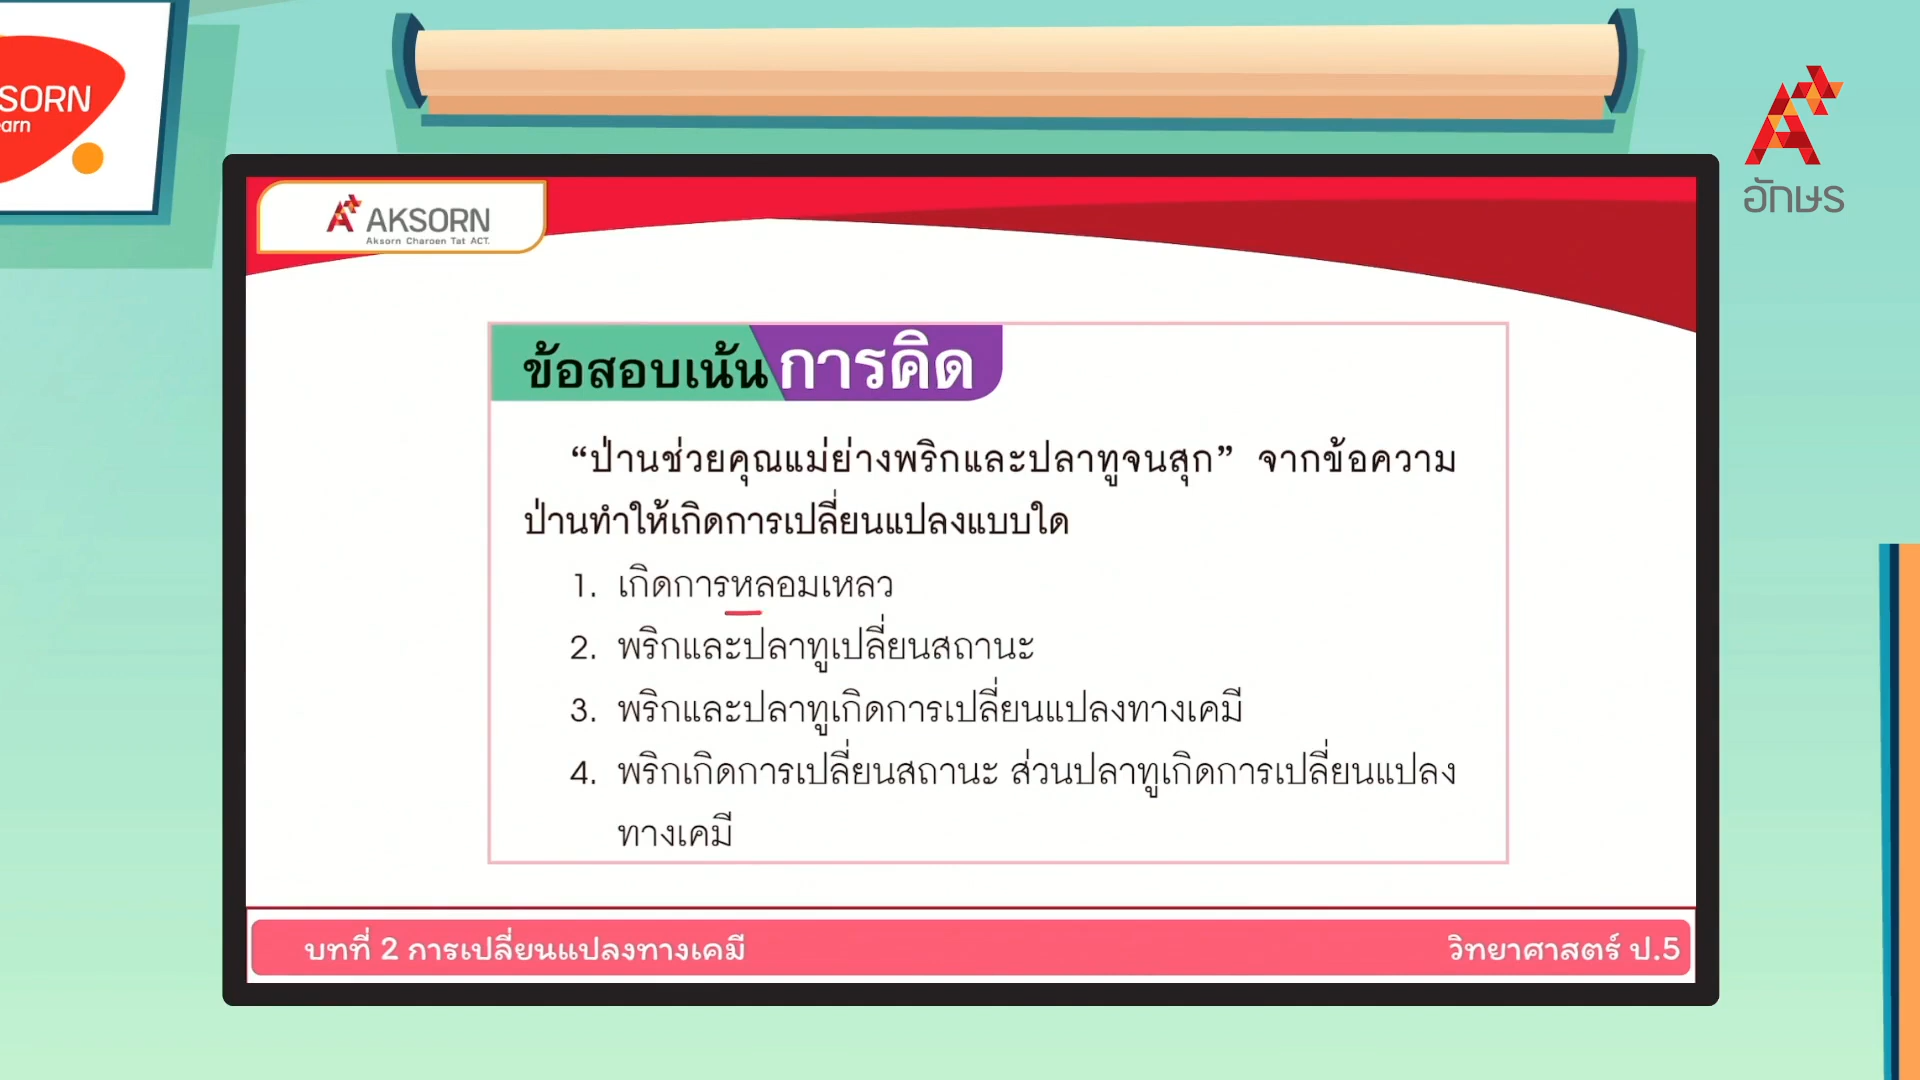 SORN
earn
อักษร
AKSORN
Aksorn Charoen Tat ACT.
ข้อสอบเน้นการคิด
“ป่านช่วยคุณแม่ย่างพริกและปลาทูจนสุก” จากข้อความ
ป่านทำให้เกิดการเปลี่ยนแปลงแบบใด
1. เกิดการหลอมเหลว
2. พริกและปลาทูเปลี่ยนสถานะ
3. พริกและปลาทูเกิดการเปลี่ยนแปลงทางเคมี
4. พริกเกิดการเปลี่ยนสถานะ ส่วนปลาทูเกิดการเปลี่ยนแปลง
ทางเคมี
บทที่ 2 การเปลี่ยนแปลงทางเคมี
วิทยาศาสตร์ ป.5